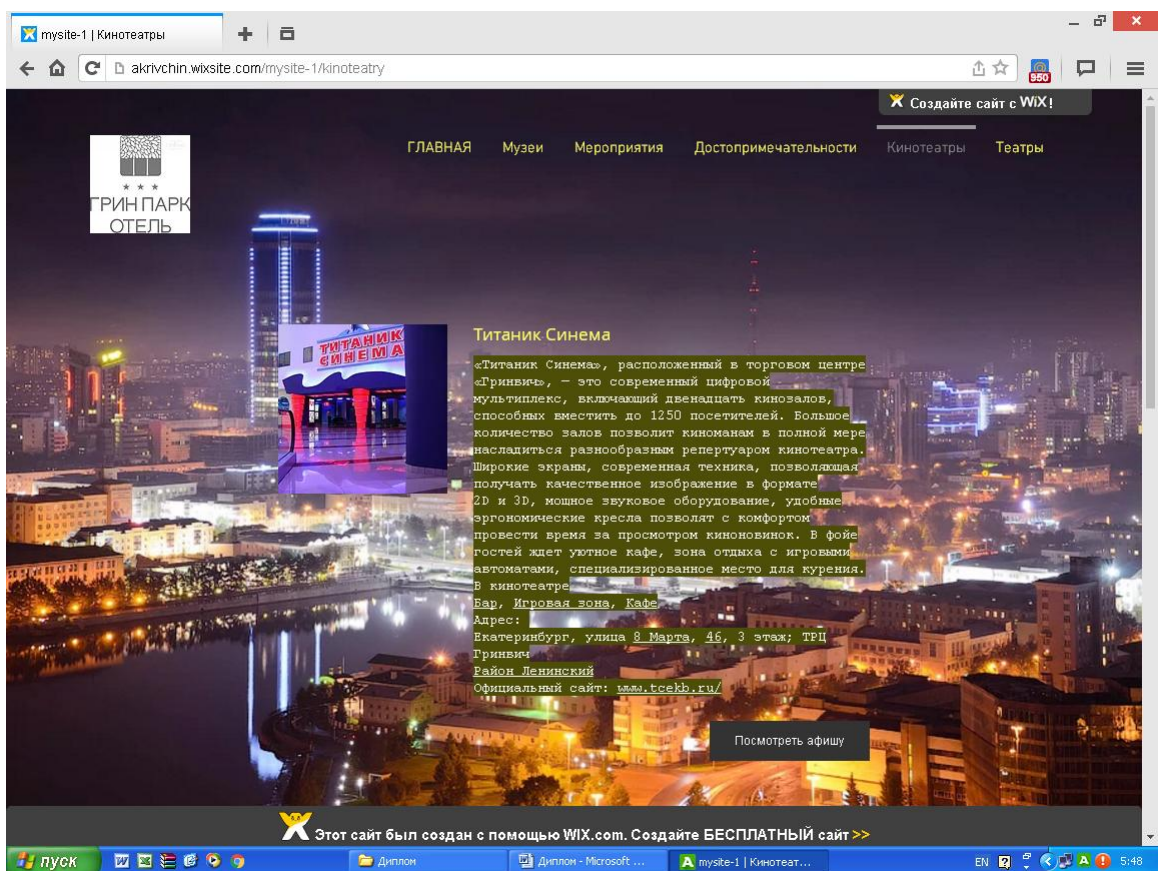 mysite-1 | Кинотеатры
akrivchin.wixsite.com/mysite-1/kinoteatry
950
Создайте сайт с WiX!
ГЛАВНАЯ Музеи Мероприятия Достопримечательности Кинотеатры Театры
ГРИН ПАРК
ОТЕЛЬ
ТИТАНИК
СИНЕМА
Титаник Синема
«Титаник Синема», расположенный в торговом центре
«Гринвич», — это современный цифровой
мультиплекс, включающий двенадцать кинозалов,
способных вместить до 1250 посетителей. Большое
количество залов позволит киноманам в полной мере
насладиться разнообразным репертуаром кинотеатра.
Широкие экраны, современная техника, позволяющая
получать качественное изображение в формате
2D и 3D, мощное звуковое оборудование, удобные
эргономические кресла позволят с комфортом
провести время за просмотром киноновинок. В фойе
гостей ждет уютное кафе, зона отдыха с игровыми
автоматами, специализированное место для курения.
В кинотеатре
Бар, Игровая зона, Кафе
Адрес:
Екатеринбург, улица 8 Марта, 46, 3 этаж; ТРЦ
Гринвич
Район Ленинский
Официальный сайт: www.tcekb.ru/
Посмотреть афишу
Этот сайт был создан с помощью WIX.com. Создайте БЕСПЛАТНЫЙ сайт >>
пуск Диплом Диплом - Microsoft ... mysite-1 | Кинотеат... EN 5:48